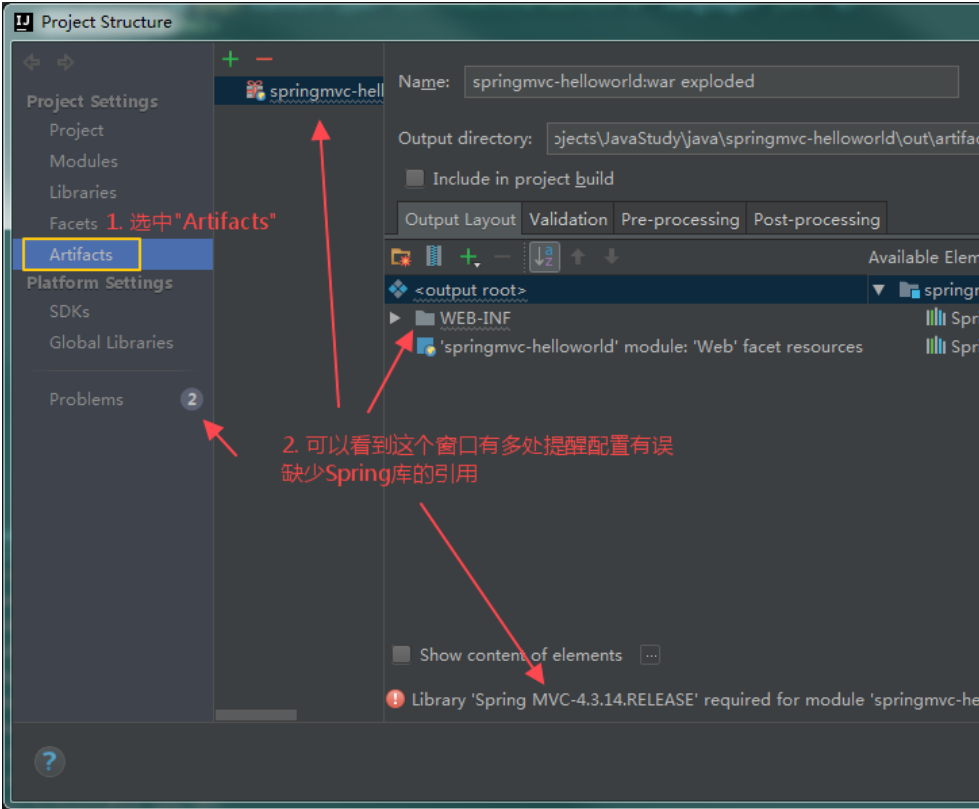 Project Structure
Project Settings
Project
Modules
Libraries
Facets
Artifacts
Platform Settings
SDKs
Global Libraries
Problems 2
1. 选中"Artifacts"
springmvc-hell
Name: springmvc-helloworld:war exploded
Output directory: ojects\JavaStudy\java\springmvc-helloworld\out\artifac
Include in project build
Output Layout Validation Pre-processing Post-processing
Available Elem
<output root>
springm
WEB-INF
Spr
'springmvc-helloworld' module: 'Web' facet resources
Spr
2. 可以看到这个窗口有多处提醒配置有误
缺少Spring库的引用
Show content of elements ...
Library 'Spring MVC-4.3.14.RELEASE' required for module 'springmvc-he